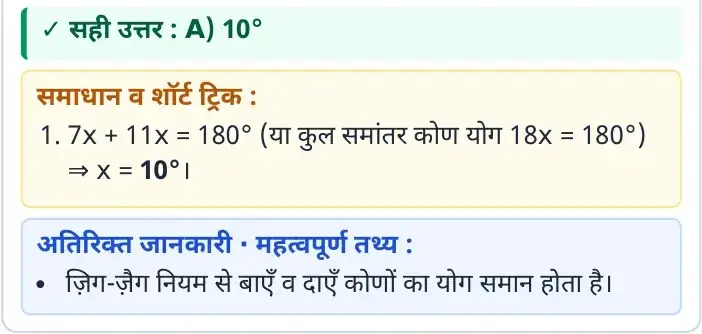 ✓ सही उत्तर : A) 10°
समाधान व शॉर्ट ट्रिक :
1. 7x + 11x = 180° (या कुल समांतर कोण योग 18x = 180°)
⇒ x = 10°।
अतिरिक्त जानकारी · महत्वपूर्ण तथ्य :
• ज़िग-ज़ैग नियम से बाएँ व दाएँ कोणों का योग समान होता है।